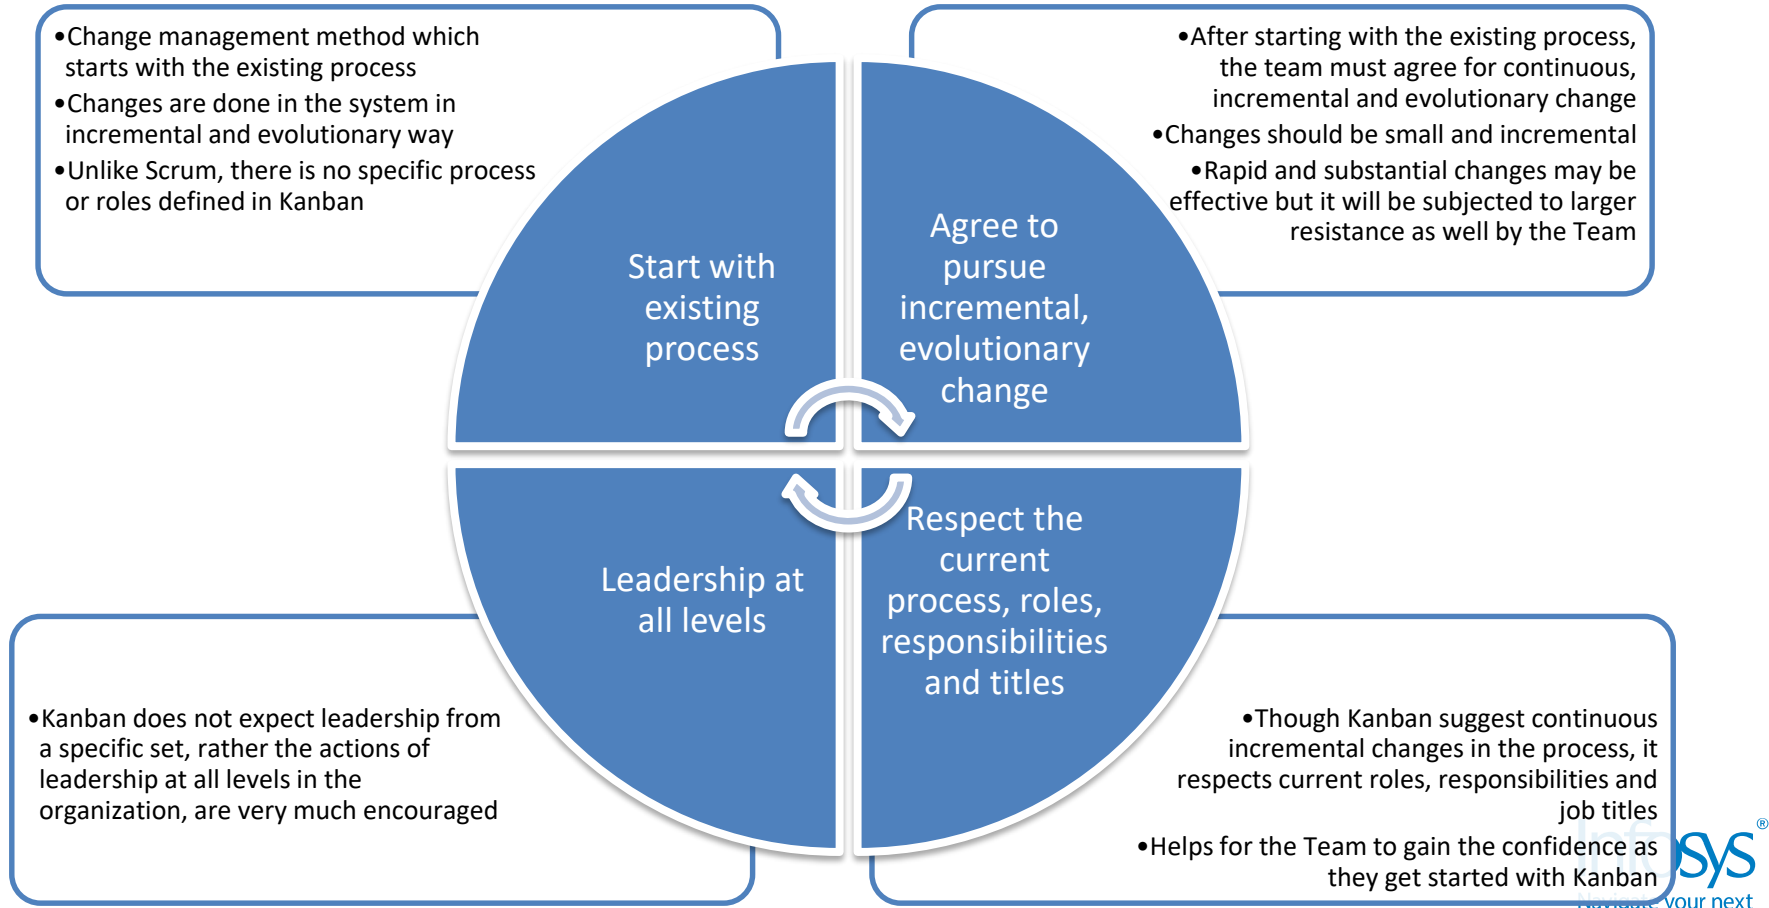 •Change management method which
starts with the existing process
•Changes are done in the system in
incremental and evolutionary way
•Unlike Scrum, there is no specific process
or roles defined in Kanban
•After starting with the existing process,
the team must agree for continuous,
incremental and evolutionary change
•Changes should be small and incremental
•Rapid and substantial changes may be
effective but it will be subjected to larger
resistance as well by the Team
Start with
existing
process
Agree to
pursue
incremental,
evolutionary
change
Leadership at
all levels
Respect the
current
process, roles,
responsibilities
and titles
•Kanban does not expect leadership from
a specific set, rather the actions of
leadership at all levels in the
organization, are very much encouraged
•Though Kanban suggest continuous
incremental changes in the process, it
respects current roles, responsibilities and
job titles
•Helps for the Team to gain the confidence as
they get started with Kanban
Infosys®
Navigate your next